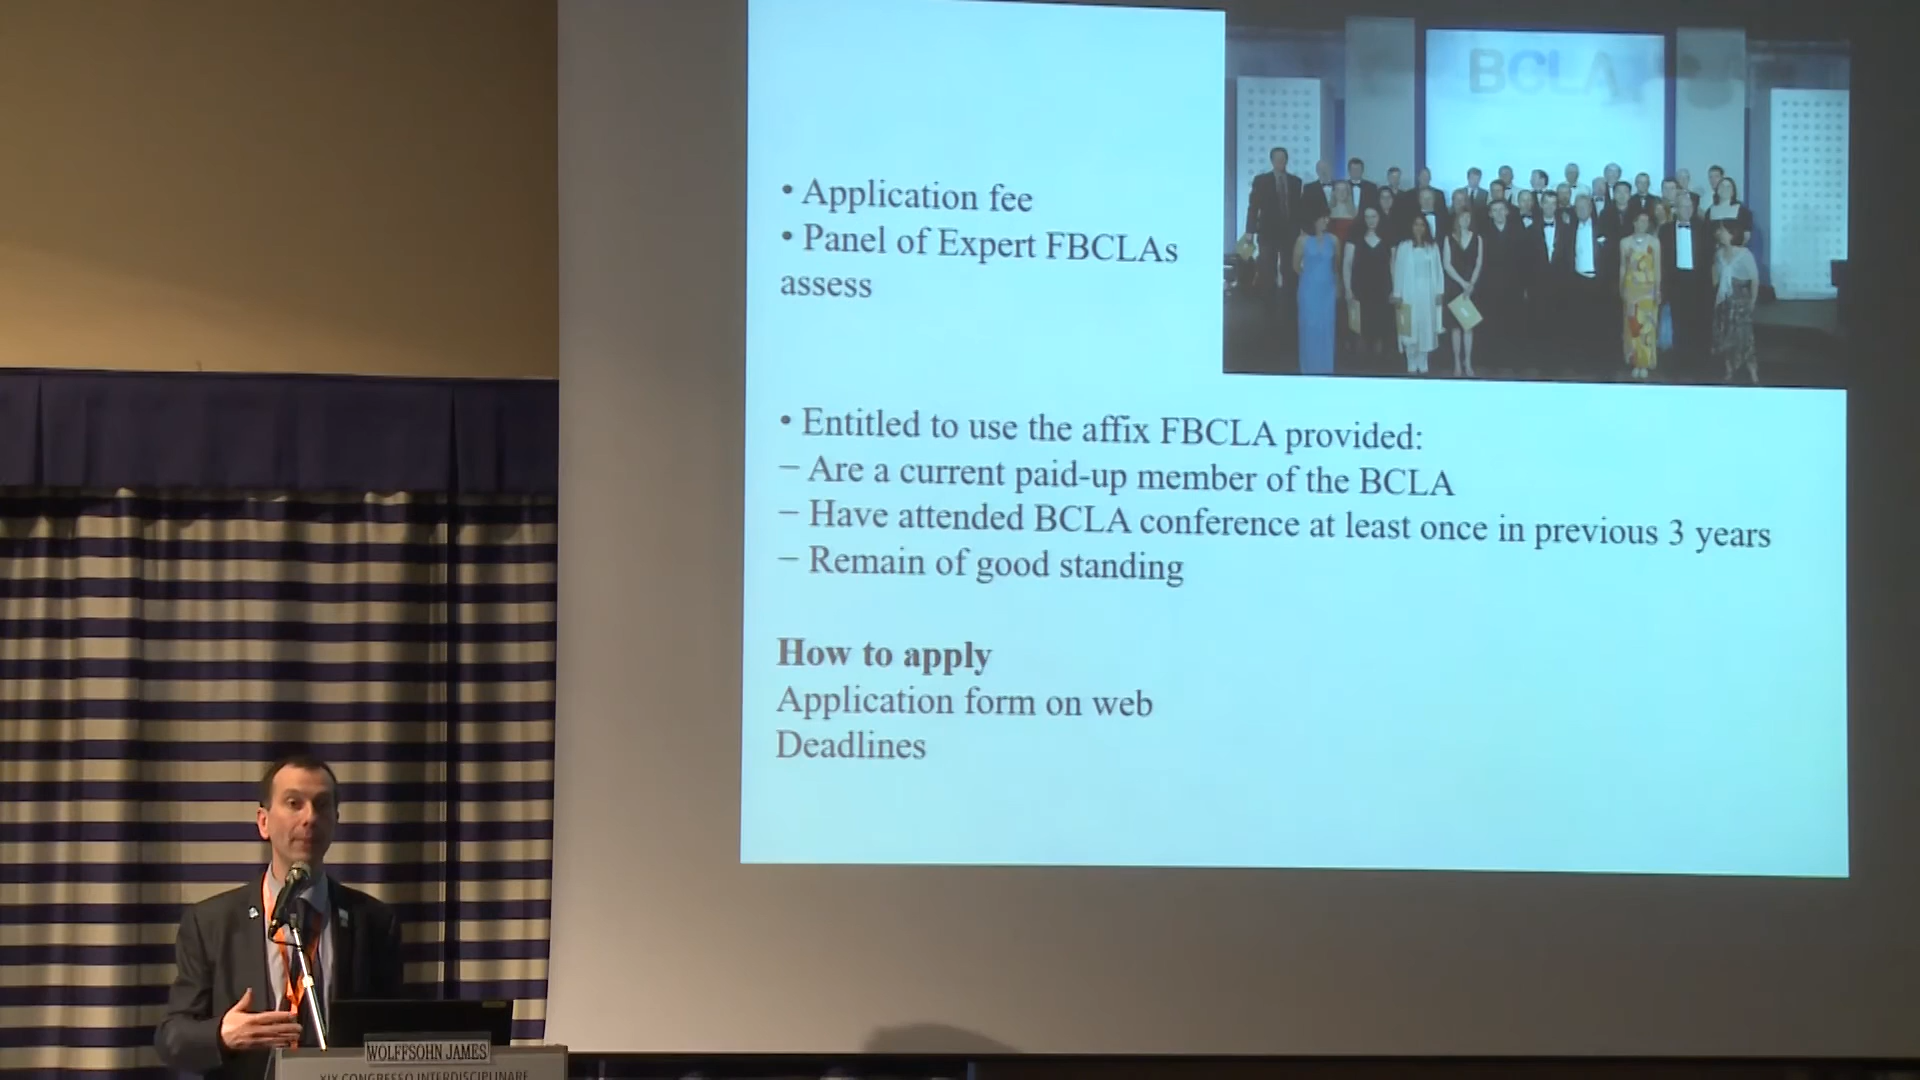 BCLA
• Application fee
• Panel of Expert FBCLAs
assess
• Entitled to use the affix FBCLA provided:
– Are a current paid-up member of the BCLA
– Have attended BCLA conference at least once in previous 3 years
– Remain of good standing
How to apply
Application form on web
Deadlines
WOLFFSOHN JAMES
XIX CONGRESSO INTERDISCIPLINARE